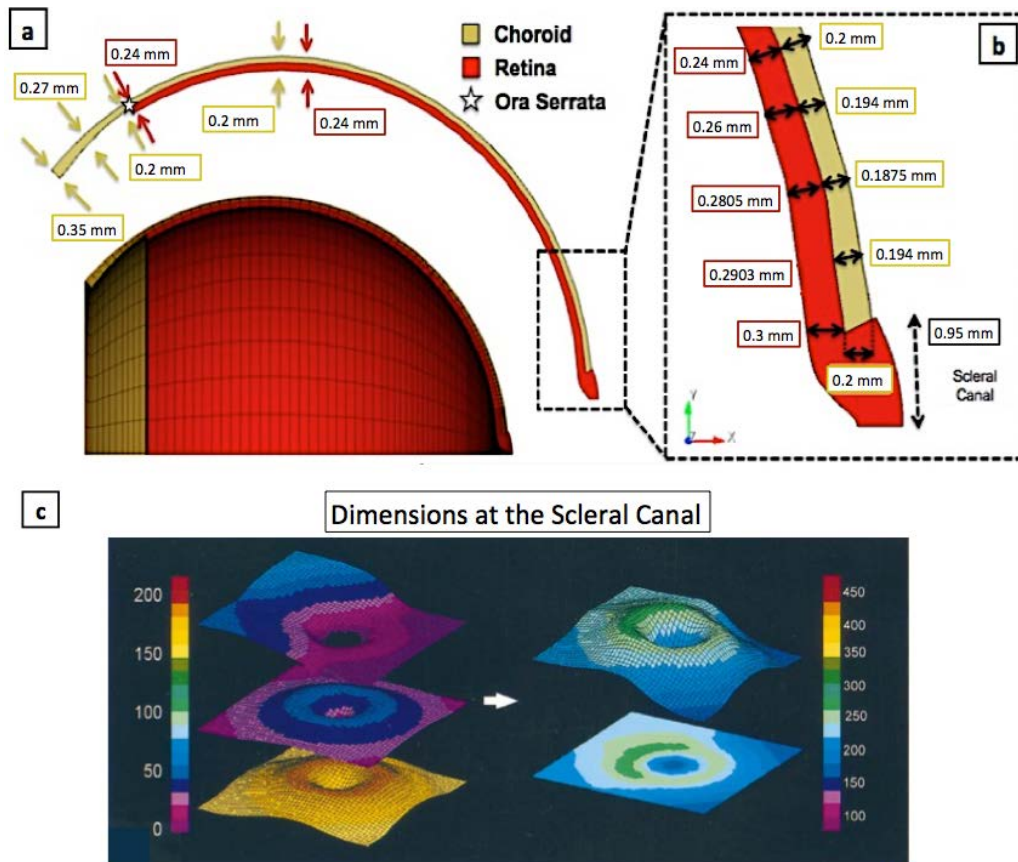 a
0.24 mm
0.27 mm
0.2 mm
0.35 mm
0.2 mm
0.24 mm
Choroid
Retina
Ora Serrata
b
0.2 mm
0.24 mm
0.194 mm
0.26 mm
0.1875 mm
0.2805 mm
0.194 mm
0.2903 mm
0.3 mm
0.95 mm
0.2 mm
Scleral
Canal
Y
Z
X
c
Dimensions at the Scleral Canal
200
150
100
50
0
450
400
350
300
250
200
150
100